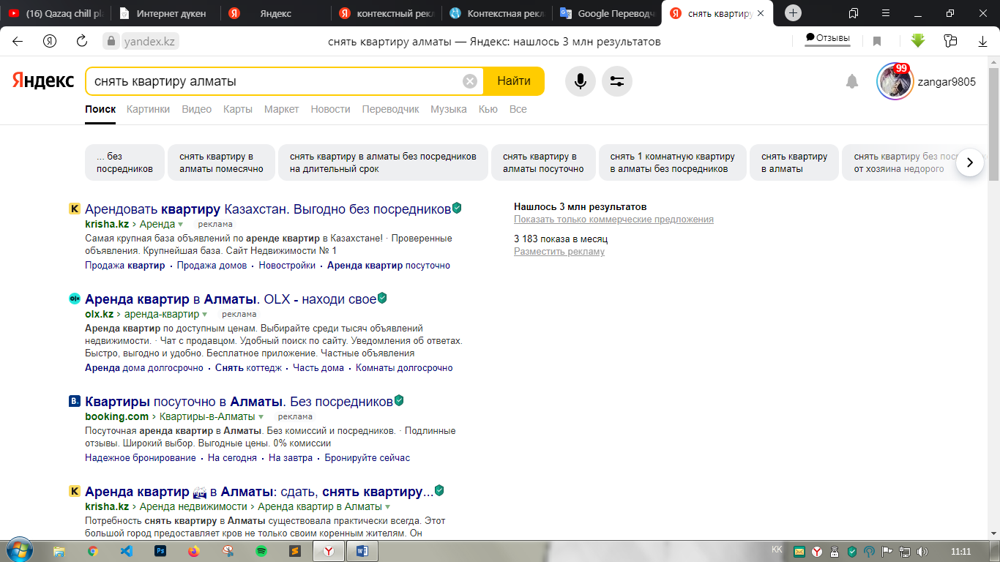 (16) Qazaq chill pl
Интернет дүкен
Яндекс
контекстный рекл
Контекстная рекл
Google Переводч
снять квартиру
yandex.kz
снять квартиру алматы — Яндекс: нашлось 3 млн результатов
Отзывы
Яндекс
снять квартиру алматы
Найти
99
zangar9805
Поиск Картинки Видео Карты Маркет Новости Переводчик Музыка Кью Все
... без
посредников
снять квартиру в
алматы помесячно
снять квартиру в алматы без посредников
на длительный срок
снять квартиру в
алматы посуточно
снять 1 комнатную квартиру
в алматы без посредников
снять квартиру
в алматы
снять квартиру без пос
от хозяина недорого
Арендовать квартиру Казахстан. Выгодно без посредников
krisha.kz › Аренда реклама
Самая крупная база объявлений по аренде квартир в Казахстане! · Проверенные
объявления. Крупнейшая база. Сайт Недвижимости № 1
Продажа квартир · Продажа домов · Новостройки · Аренда квартир посуточно
Нашлось 3 млн результатов
Показать только коммерческие предложения
3 183 показа в месяц
Разместить рекламу
Аренда квартир в Алматы. OLX - находи свое
olx.kz › аренда-квартир реклама
Аренда квартир по доступным ценам. Выбирайте среди тысяч объявлений
недвижимости. · Чат с продавцом. Удобный поиск по сайту. Уведомления об ответах.
Быстро, выгодно и удобно. Бесплатное приложение. Частные объявления
Аренда дома долгосрочно · Снять коттедж · Часть дома · Комнаты долгосрочно
Квартиры посуточно в Алматы. Без посредников
booking.com › Квартиры-в-Алматы реклама
Посуточная аренда квартир в Алматы. Без комиссий и посредников. · Подлинные
отзывы. Широкий выбор. Выгодные цены. 0% комиссии
Надежное бронирование · На сегодня · На завтра · Бронируйте сейчас
Аренда квартир в Алматы: сдать, снять квартиру...
krisha.kz › Аренда недвижимости › Аренда квартир в Алматы
Потребность снять квартиру в Алматы существовала практически всегда. Этот
большой город предоставляет кров не только своим коренным жителям. Он
KK
11:11